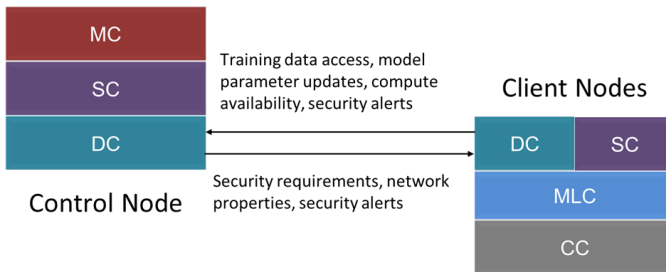 MC
SC
DC
Control Node
Training data access, model
parameter updates, compute
availability, security alerts
Security requirements, network
properties, security alerts
Client Nodes
DC
SC
MLC
CC